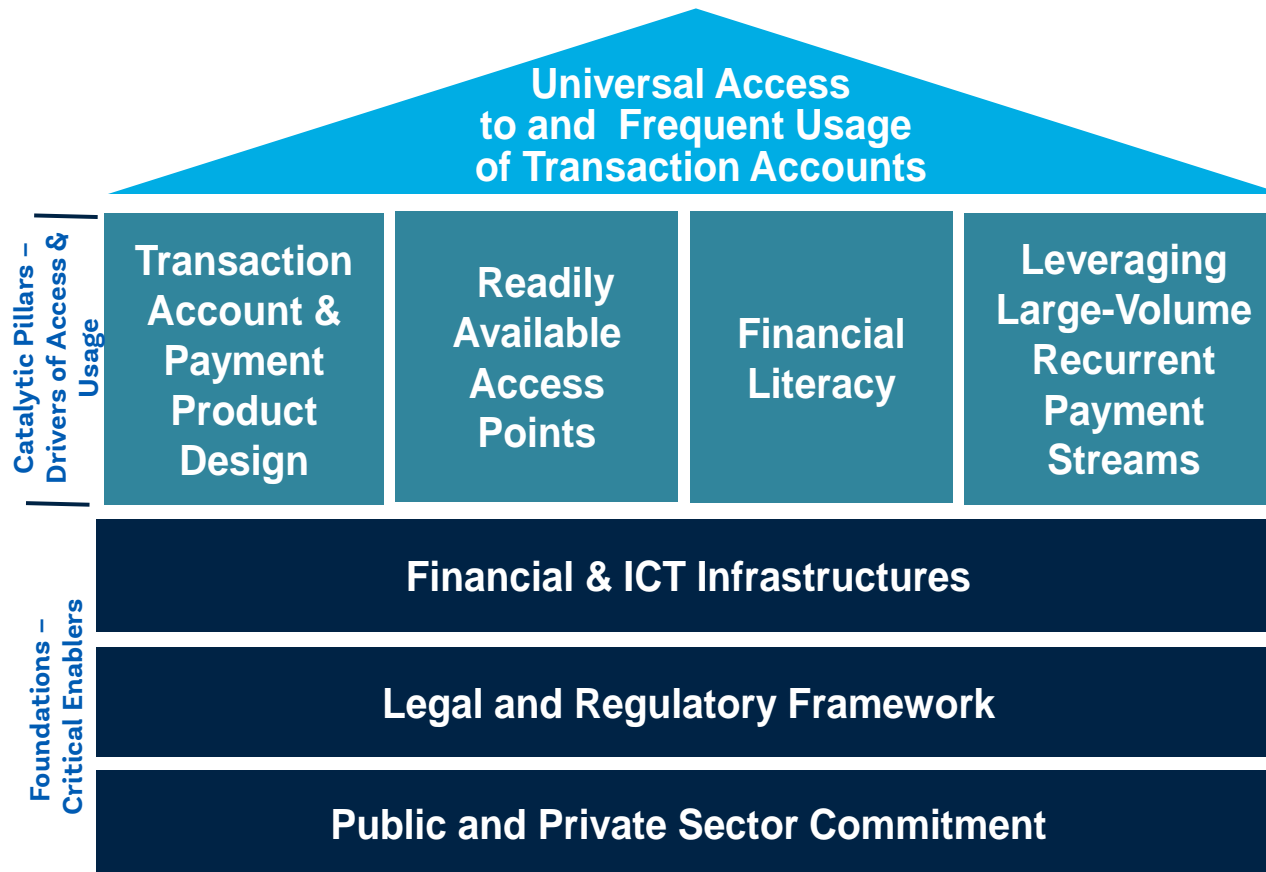 Universal Access
to and Frequent Usage
of Transaction Accounts
Catalytic Pillars –
Drivers of Access &
Usage
Transaction
Account &
Payment
Product
Design
Readily
Available
Access
Points
Financial
Literacy
Leveraging
Large-Volume
Recurrent
Payment
Streams
Foundations –
Critical Enablers
Financial & ICT Infrastructures
Legal and Regulatory Framework
Public and Private Sector Commitment